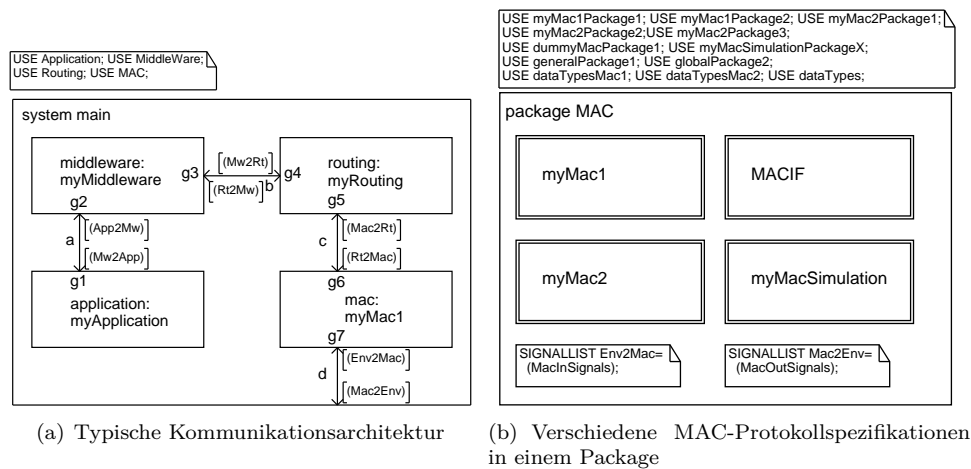 USE Application; USE MiddleWare;
USE Routing; USE MAC;
system main
middleware:
myMiddleware
g3
g2
[(Mw2Rt)]
[(Rt2Mw)]
b
g4
routing:
myRouting
g5
a
[(App2Mw)]
[(Mw2App)]
c
[(Mac2Rt)]
[(Rt2Mac)]
g1
application:
myApplication
g6
mac:
myMac1
g7
d
[(Env2Mac)]
[(Mac2Env)]
(a) Typische Kommunikationsarchitektur
USE myMac1Package1; USE myMac1Package2; USE myMac2Package1;
USE myMac2Package2;USE myMac2Package3;
USE dummyMacPackage1; USE myMacSimulationPackageX;
USE generalPackage1; USE globalPackage2;
USE dataTypesMac1; USE dataTypesMac2; USE dataTypes;
package MAC
myMac1
MACIF
myMac2
myMacSimulation
SIGNALLIST Env2Mac=
(MacInSignals);
SIGNALLIST Mac2Env=
(MacOutSignals);
(b) Verschiedene MAC-Protokollspezifikationen
in einem Package